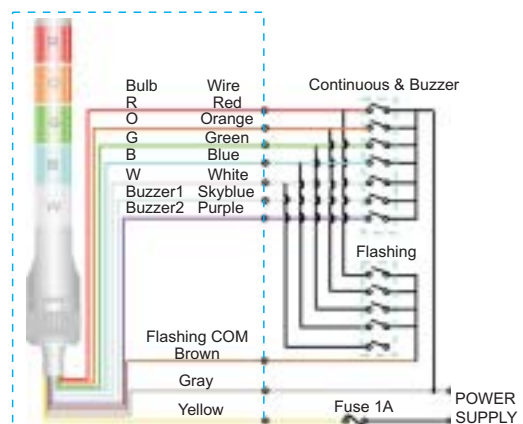 Bulb Wire
R Red
O Orange
G Green
B Blue
W White
Buzzer1 Skyblue
Buzzer2 Purple
Continuous & Buzzer
Flashing
Flashing COM
Brown
Gray
Yellow
Fuse 1A
POWER
SUPPLY